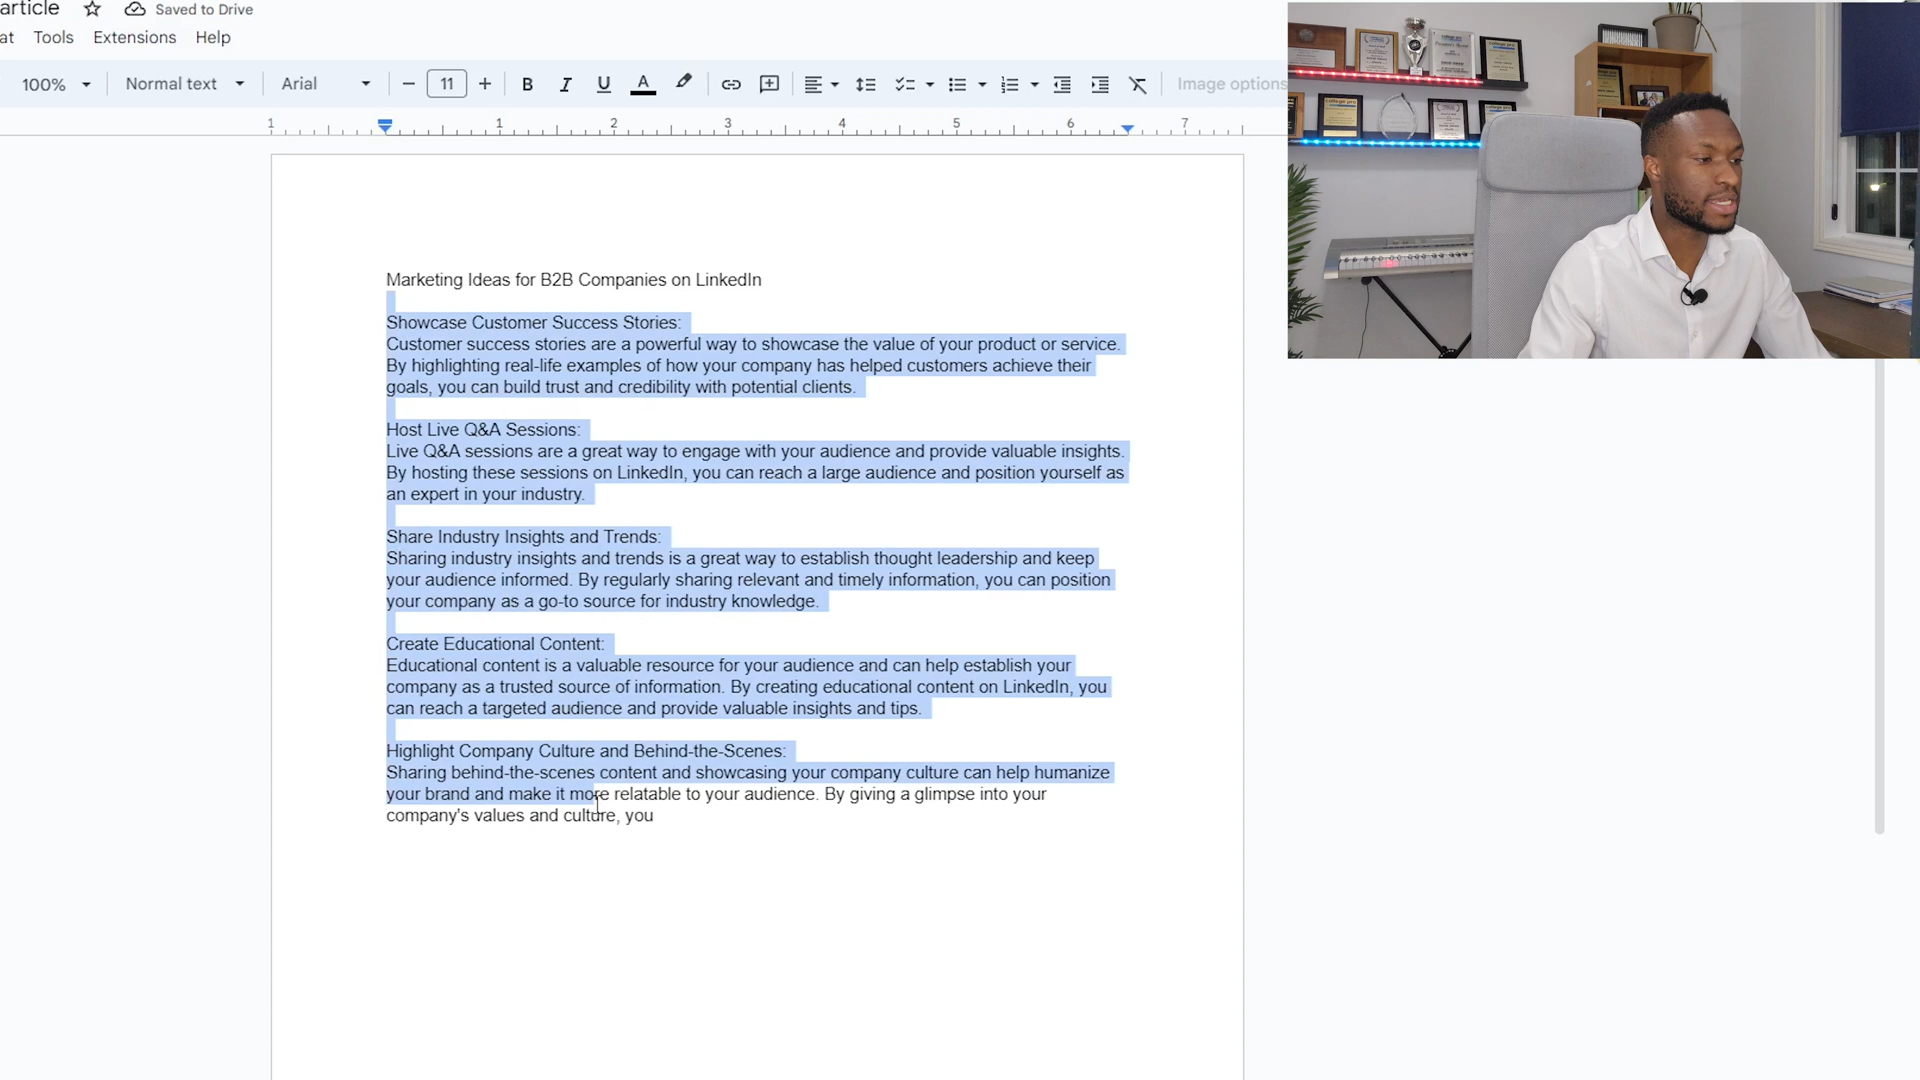 article Saved to Drive
at Tools Extensions Help
100% Normal text Arial 11 Image options
1 1 2 3 4 5 6 7
Marketing Ideas for B2B Companies on LinkedIn
Showcase Customer Success Stories:
Customer success stories are a powerful way to showcase the value of your product or service.
By highlighting real-life examples of how your company has helped customers achieve their
goals, you can build trust and credibility with potential clients.
Host Live Q&A Sessions:
Live Q&A sessions are a great way to engage with your audience and provide valuable insights.
By hosting these sessions on LinkedIn, you can reach a large audience and position yourself as
an expert in your industry.
Share Industry Insights and Trends:
Sharing industry insights and trends is a great way to establish thought leadership and keep
your audience informed. By regularly sharing relevant and timely information, you can position
your company as a go-to source for industry knowledge.
Create Educational Content:
Educational content is a valuable resource for your audience and can help establish your
company as a trusted source of information. By creating educational content on LinkedIn, you
can reach a targeted audience and provide valuable insights and tips.
Highlight Company Culture and Behind-the-Scenes:
Sharing behind-the-scenes content and showcasing your company culture can help humanize
your brand and make it more relatable to your audience. By giving a glimpse into your
company's values and culture, you